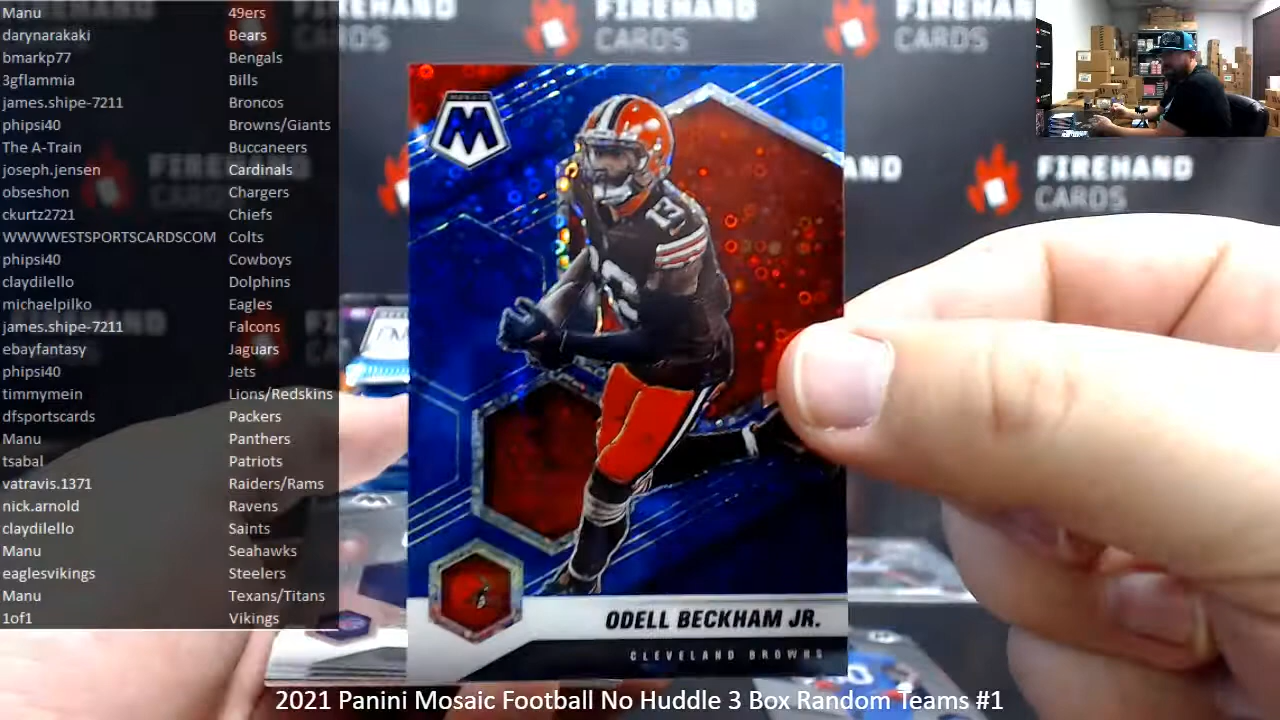 Manu 49ers
darynarakaki Bears
bmarkp77 Bengals
3gflammia Bills
james.shipe-7211 Broncos
phipsi40 Browns/Giants
The A-Train Buccaneers
joseph.jensen Cardinals
obseshon Chargers
ckurtz2721 Chiefs
WWWWESTSPORTSCARDSCOM Colts
phipsi40 Cowboys
claydilello Dolphins
michaelpilko Eagles
james.shipe-7211 Falcons
ebayfantasy Jaguars
phipsi40 Jets
timmymein Lions/Redskins
dfsportscards Packers
Manu Panthers
tsabal Patriots
vatravis.1371 Raiders/Rams
nick.arnold Ravens
claydilello Saints
Manu Seahawks
eaglesvikings Steelers
Manu Texans/Titans
1of1 Vikings
FIREHAND
CARDS
FIREHAND
CARDS
FIREHAND
FIREHAND
CARDS
MOSAIC
M
13
ODELL BECKHAM JR.
CLEVELAND BROWNS
2021 Panini Mosaic Football No Huddle 3 Box Random Teams #1